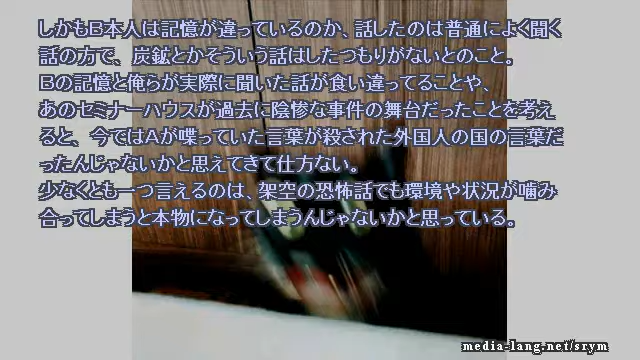 しかもB本人は記憶が違っているのか、話したのは普通によく聞く
話の方で、炭鉱とかそういう話はしたつもりがないとのこと。
Bの記憶と俺らが実際に聞いた話が食い違ってることや、
あのセミナーハウスが過去に陰惨な事件の舞台だったことを考え
ると、今ではAが喋っていた言葉が殺された外国人の国の言葉だ
ったんじゃないかと思えてきて仕方ない。
少なくとも一つ言えるのは、架空の恐怖話でも環境や状況が噛み
合ってしまうと本物になってしまうんじゃないかと思っている。
media-lang.net/srym